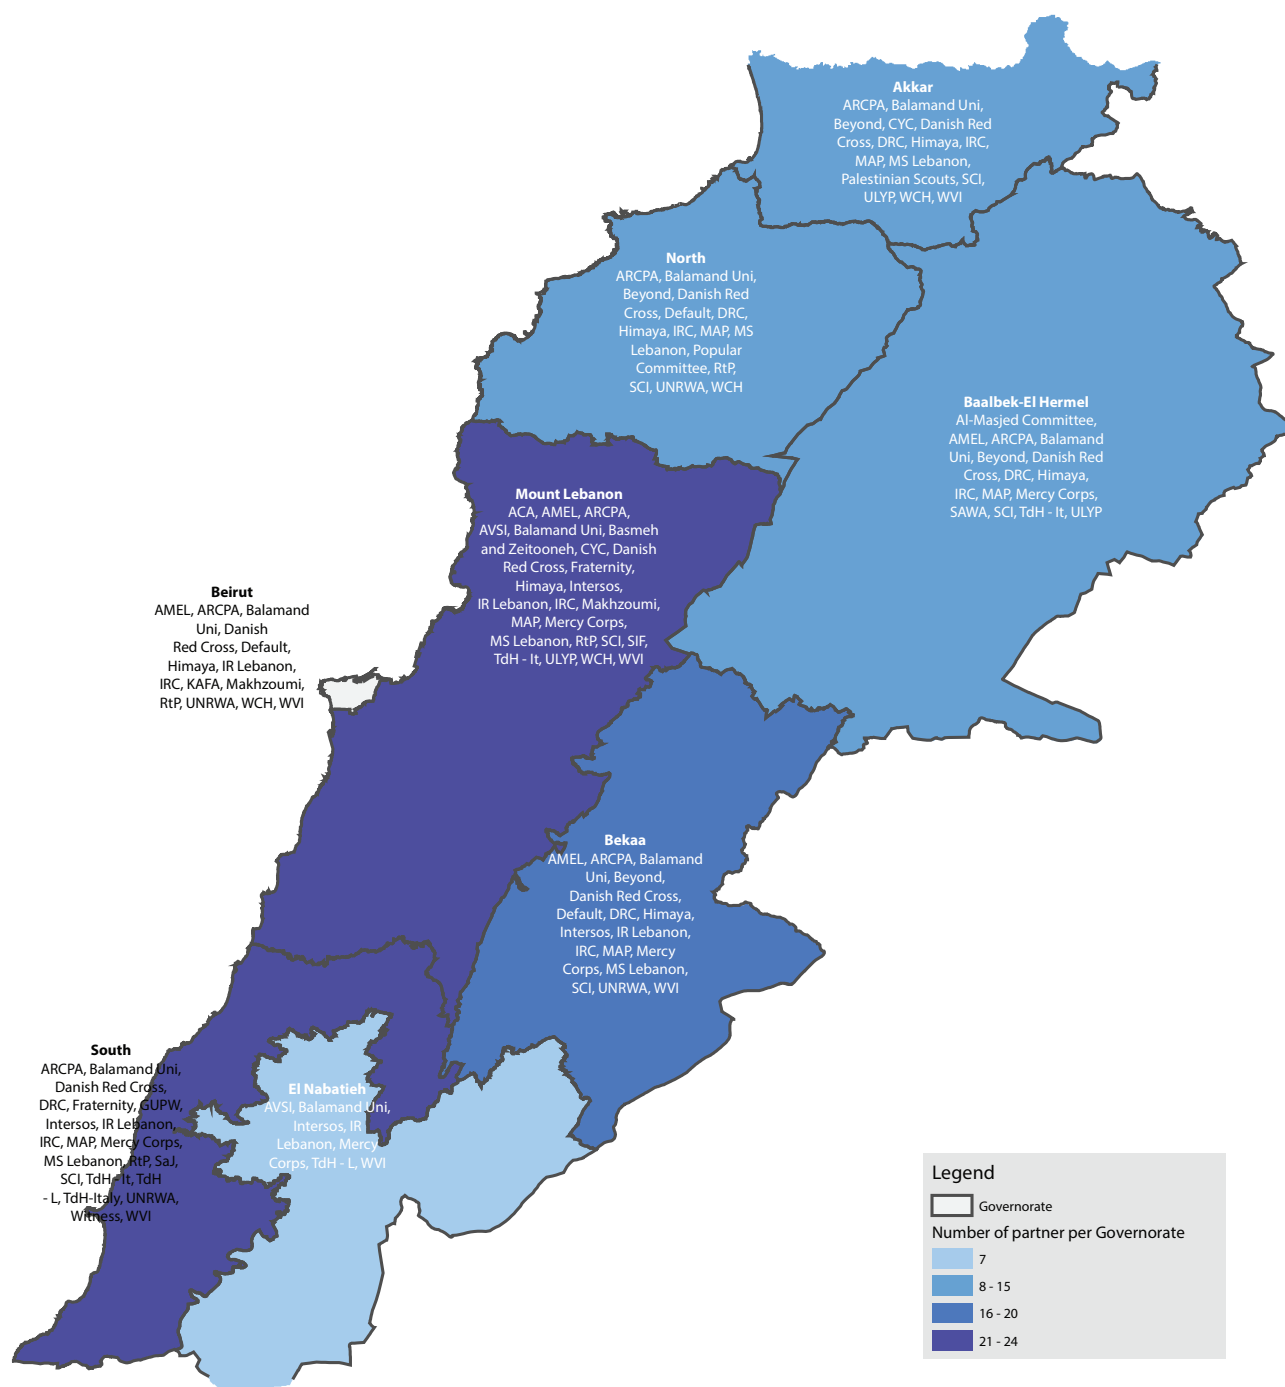 Akkar
ARCPA, Balamand Uni,
Beyond, CYC, Danish Red
Cross, DRC, Himaya, IRC,
MAP, MS Lebanon,
Palestinian Scouts, SCI,
ULYP, WCH, WVI
North
ARCPA, Balamand Uni,
Beyond, Danish Red
Cross, Default, DRC,
Himaya, IRC, MAP, MS
Lebanon, Popular
Committee, RtP,
SCI, UNRWA, WCH
Baalbek-El Hermel
Al-Masjed Committee,
AMEL, ARCPA, Balamand
Uni, Beyond, Danish Red
Cross, DRC, Himaya,
IRC, MAP, Mercy Corps,
SAWA, SCI, TdH - It, ULYP
Mount Lebanon
ACA, AMEL, ARCPA,
AVSI, Balamand Uni, Basmeh
and Zeitooneh, CYC, Danish
Red Cross, Fraternity,
Himaya, Intersos,
IR Lebanon, IRC, Makhzoumi,
MAP, Mercy Corps,
MS Lebanon, RtP, SCI, SIF,
TdH - It, ULYP, WCH, WVI
Beirut
AMEL, ARCPA, Balamand
Uni, Danish
Red Cross, Default,
Himaya, IR Lebanon,
IRC, KAFA, Makhzoumi,
RtP, UNRWA, WCH, WVI
Bekaa
AMEL, ARCPA, Balamand
Uni, Beyond,
Danish Red Cross,
Default, DRC, Himaya,
Intersos, IR Lebanon,
IRC, MAP, Mercy
Corps, MS Lebanon,
SCI, UNRWA, WVI
South
ARCPA, Balamand Uni,
Danish Red Cross,
DRC, Fraternity, GUPW,
Intersos, IR Lebanon,
IRC, MAP, Mercy Corps,
MS Lebanon, RtP, SaJ,
SCI, TdH - It, TdH
- L, TdH-Italy, UNRWA,
Witness, WVI
El Nabatieh
AVSI, Balamand Uni,
Intersos, IR
Lebanon, Mercy
Corps, TdH - L, WVI
Legend
Governorate
Number of partner per Governorate
7
8 - 15
16 - 20
21 - 24